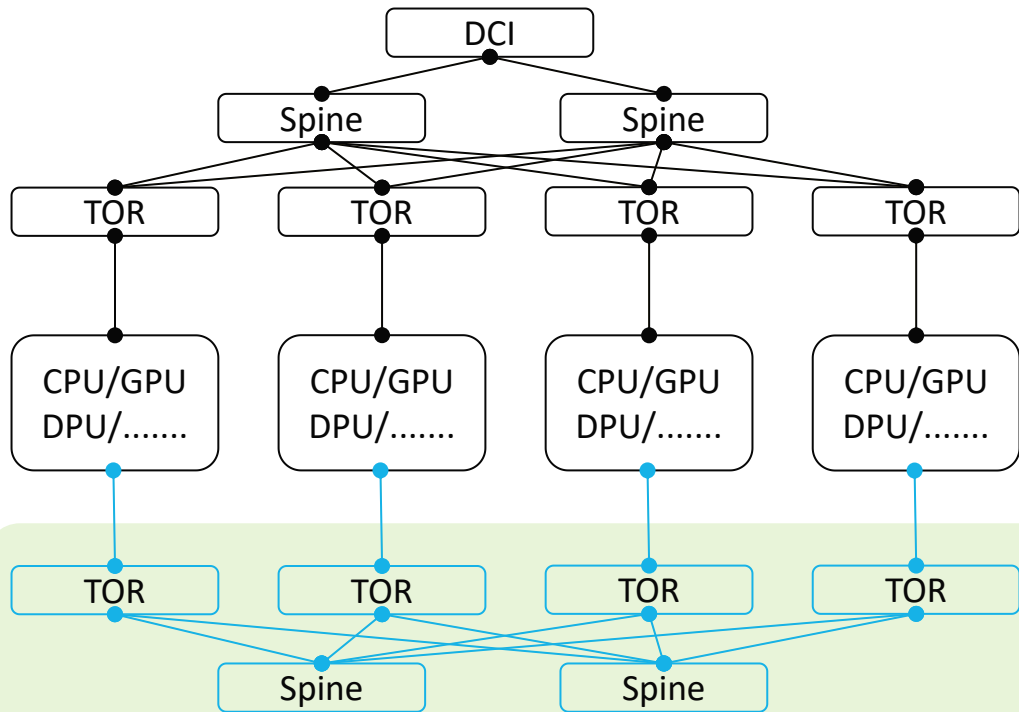 DCI
Spine Spine
TOR TOR TOR TOR
CPU/GPU CPU/GPU CPU/GPU CPU/GPU
DPU/....... DPU/....... DPU/....... DPU/.......
TOR TOR TOR TOR
Spine Spine